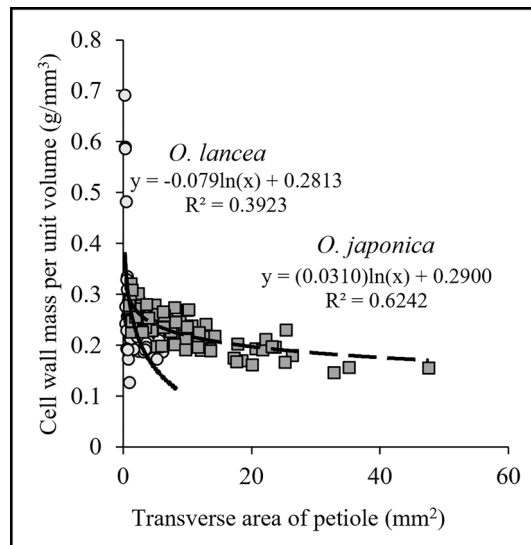 Cell wall mass per unit volume (g/mm³)
0.8
0.7
0.6
0.5
0.4
0.3
0.2
0.1
0
O. lancea
y = -0.079ln(x) + 0.2813
R² = 0.3923
O. japonica
y = (0.0310)ln(x) + 0.2900
R² = 0.6242
0 20 40 60
Transverse area of petiole (mm²)